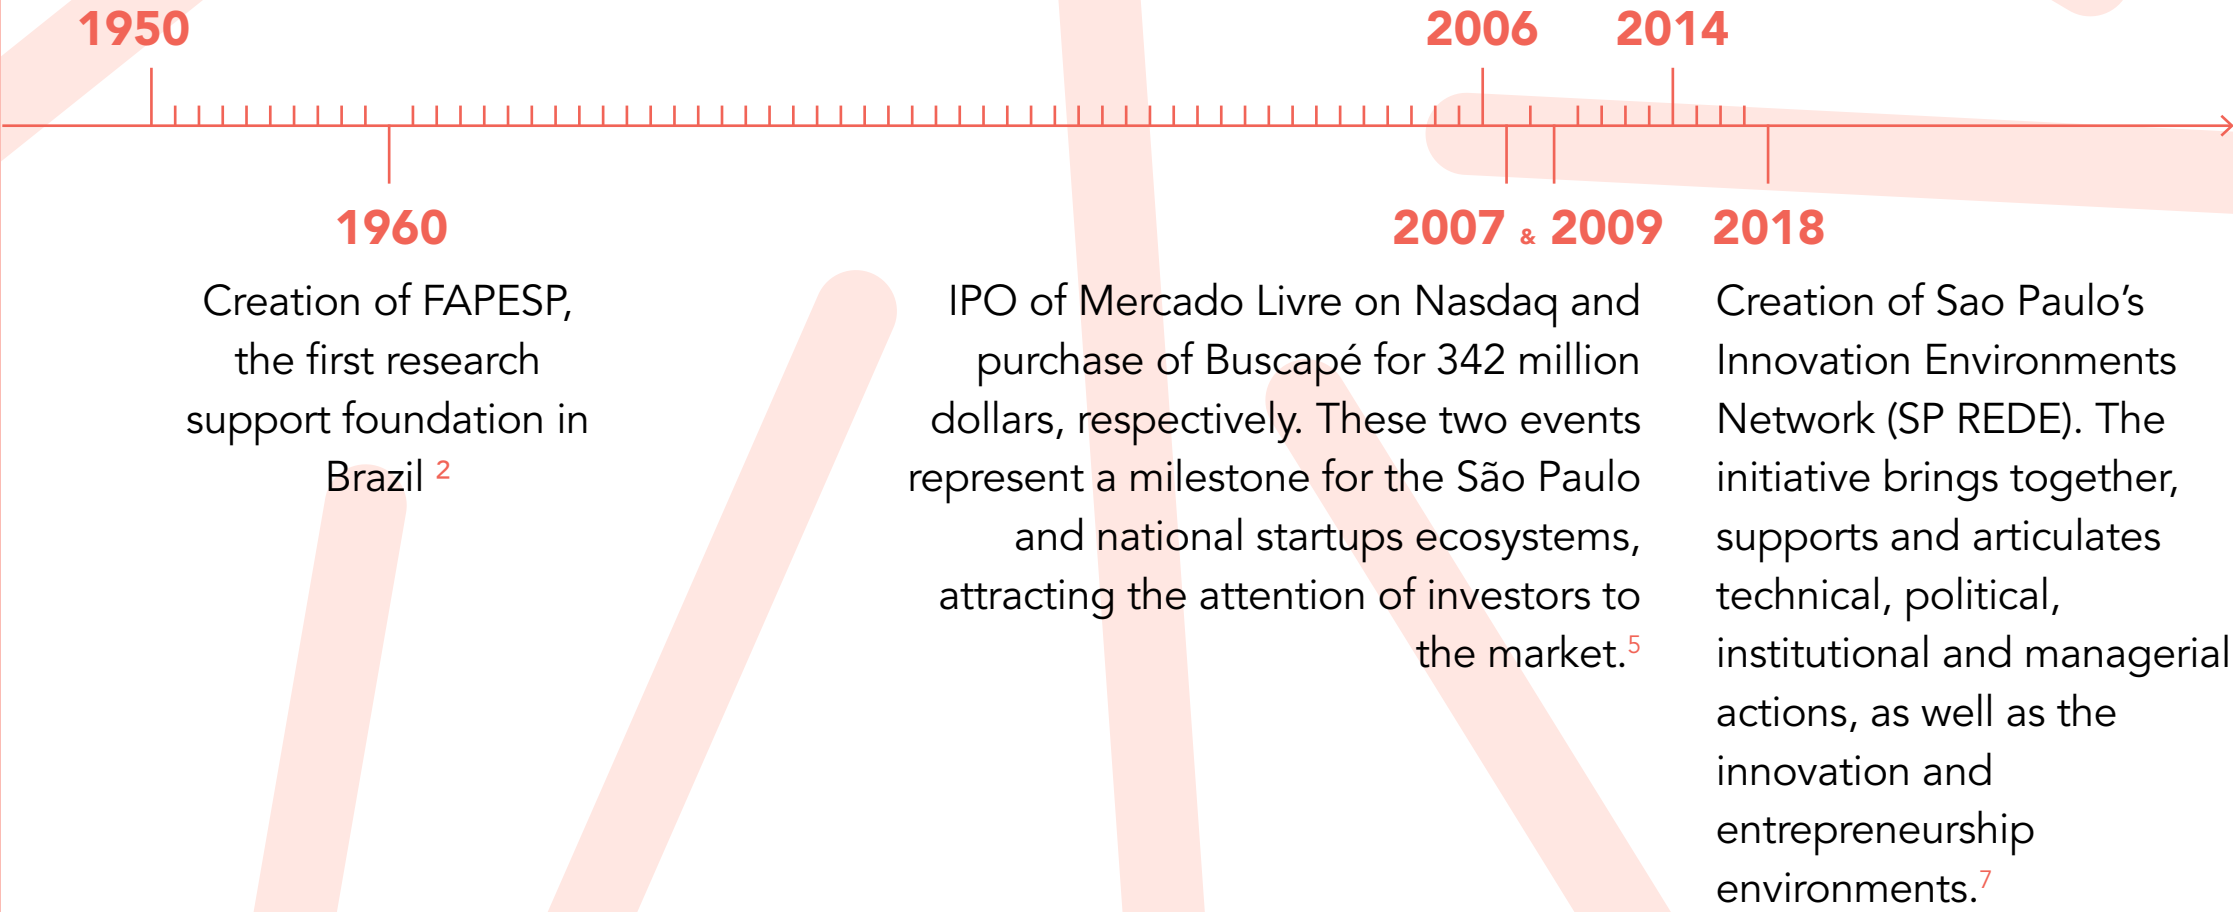 1950
2006
2014
1960
Creation of FAPESP,
the first research
support foundation in
Brazil 2
2007 & 2009
IPO of Mercado Livre on Nasdaq and
purchase of Buscapé for 342 million
dollars, respectively. These two events
represent a milestone for the São Paulo
and national startups ecosystems,
attracting the attention of investors to
the market.5
2018
Creation of Sao Paulo’s
Innovation Environments
Network (SP REDE). The
initiative brings together,
supports and articulates
technical, political,
institutional and managerial
actions, as well as the
innovation and
entrepreneurship
environments.7